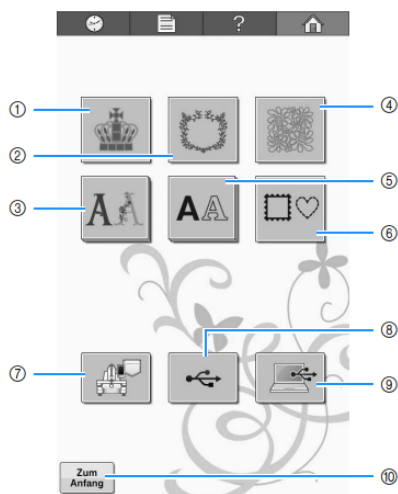 ?
①
④
②
⑤
③
A A
A A
⑥
⑧
⑦
⑨
Zum
Anfang
⑩